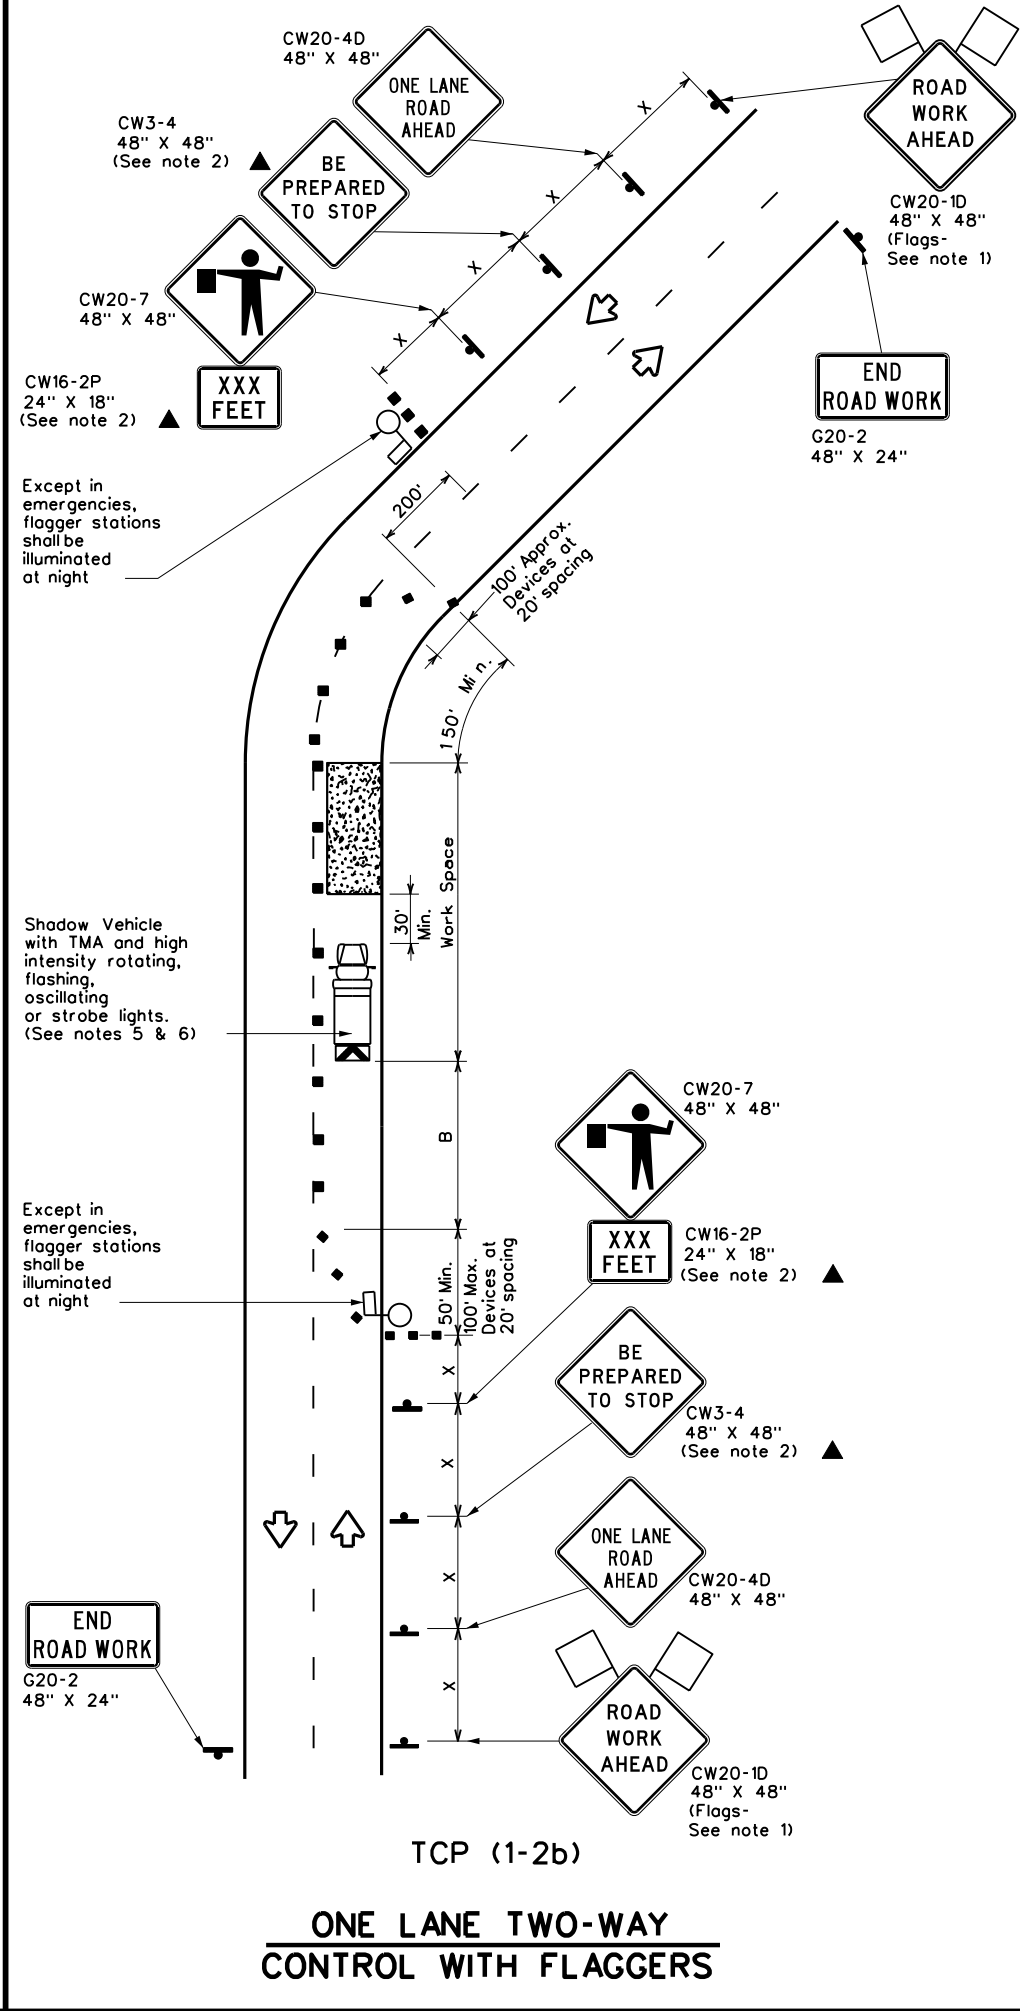 CW20-4D
48" X 48"
ONE LANE
ROAD
AHEAD
X
ROAD
WORK
AHEAD
CW20-1D
48" X 48"
(Flags-
See note 1)
CW3-4
48" X 48"
(See note 2)
BE
PREPARED
TO STOP
X
X
X
CW20-7
48" X 48"
CW16-2P
24" X 18"
(See note 2)
XXX
FEET
END
ROAD WORK
G20-2
48" X 24"
Except in
emergencies,
flagger stations
shall be
illuminated
at night
200'
100' Approx.
Devices at
20' spacing
150' Min.
Work Space
30'
Min.
Shadow Vehicle
with TMA and high
intensity rotating,
flashing,
oscillating
or strobe lights.
(See notes 5 & 6)
B
CW20-7
48" X 48"
XXX
FEET
CW16-2P
24" X 18"
(See note 2)
Except in
emergencies,
flagger stations
shall be
illuminated
at night
50' Min.
100' Max.
Devices at
20' spacing
X
BE
PREPARED
TO STOP
CW3-4
48" X 48"
(See note 2)
X
ONE LANE
ROAD
AHEAD
CW20-4D
48" X 48"
X
END
ROAD WORK
G20-2
48" X 24"
X
ROAD
WORK
AHEAD
CW20-1D
48" X 48"
(Flags-
See note 1)
TCP (1-2b)
ONE LANE TWO-WAY
CONTROL WITH FLAGGERS